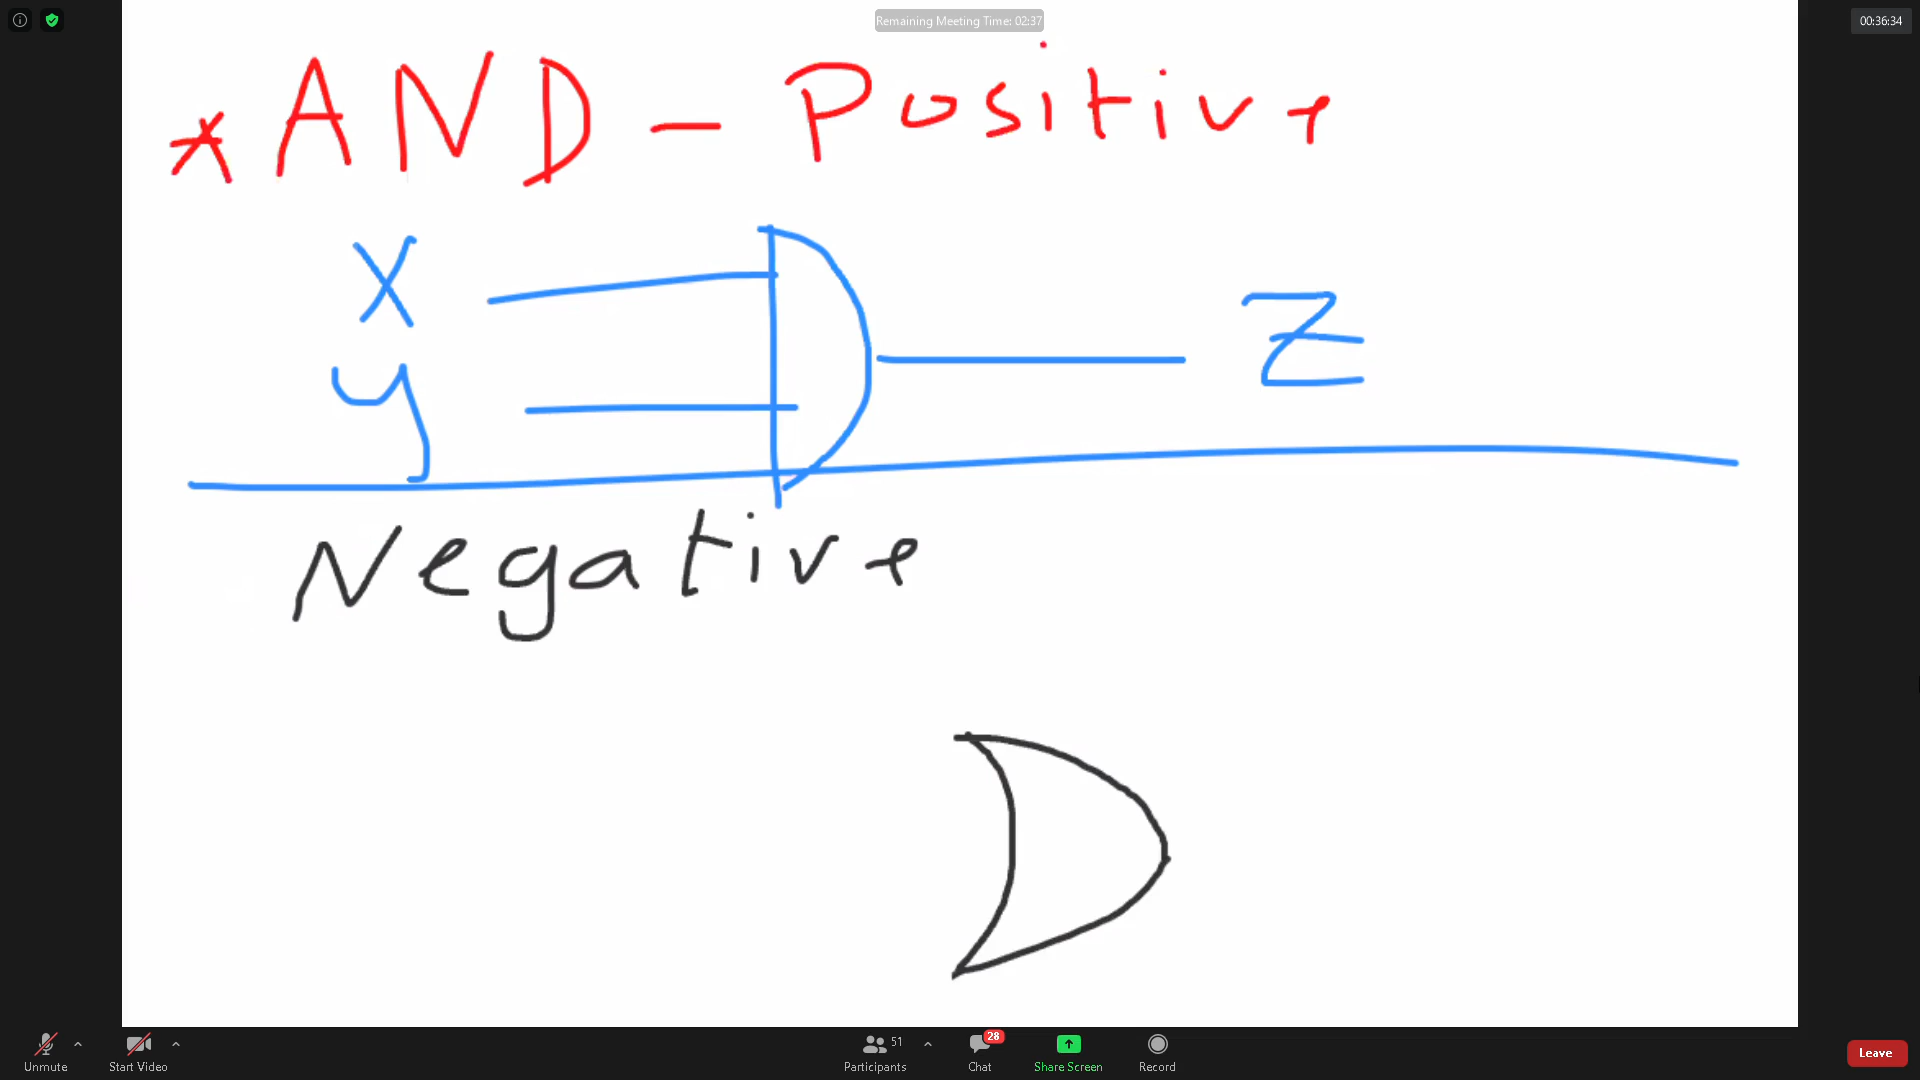 Remaining Meeting Time: 02:37
00:36:34
* AND - Positive
X
y
Z
Negative
Unmute
Start Video
51
Participants
28
Chat
Share Screen
Record
Leave